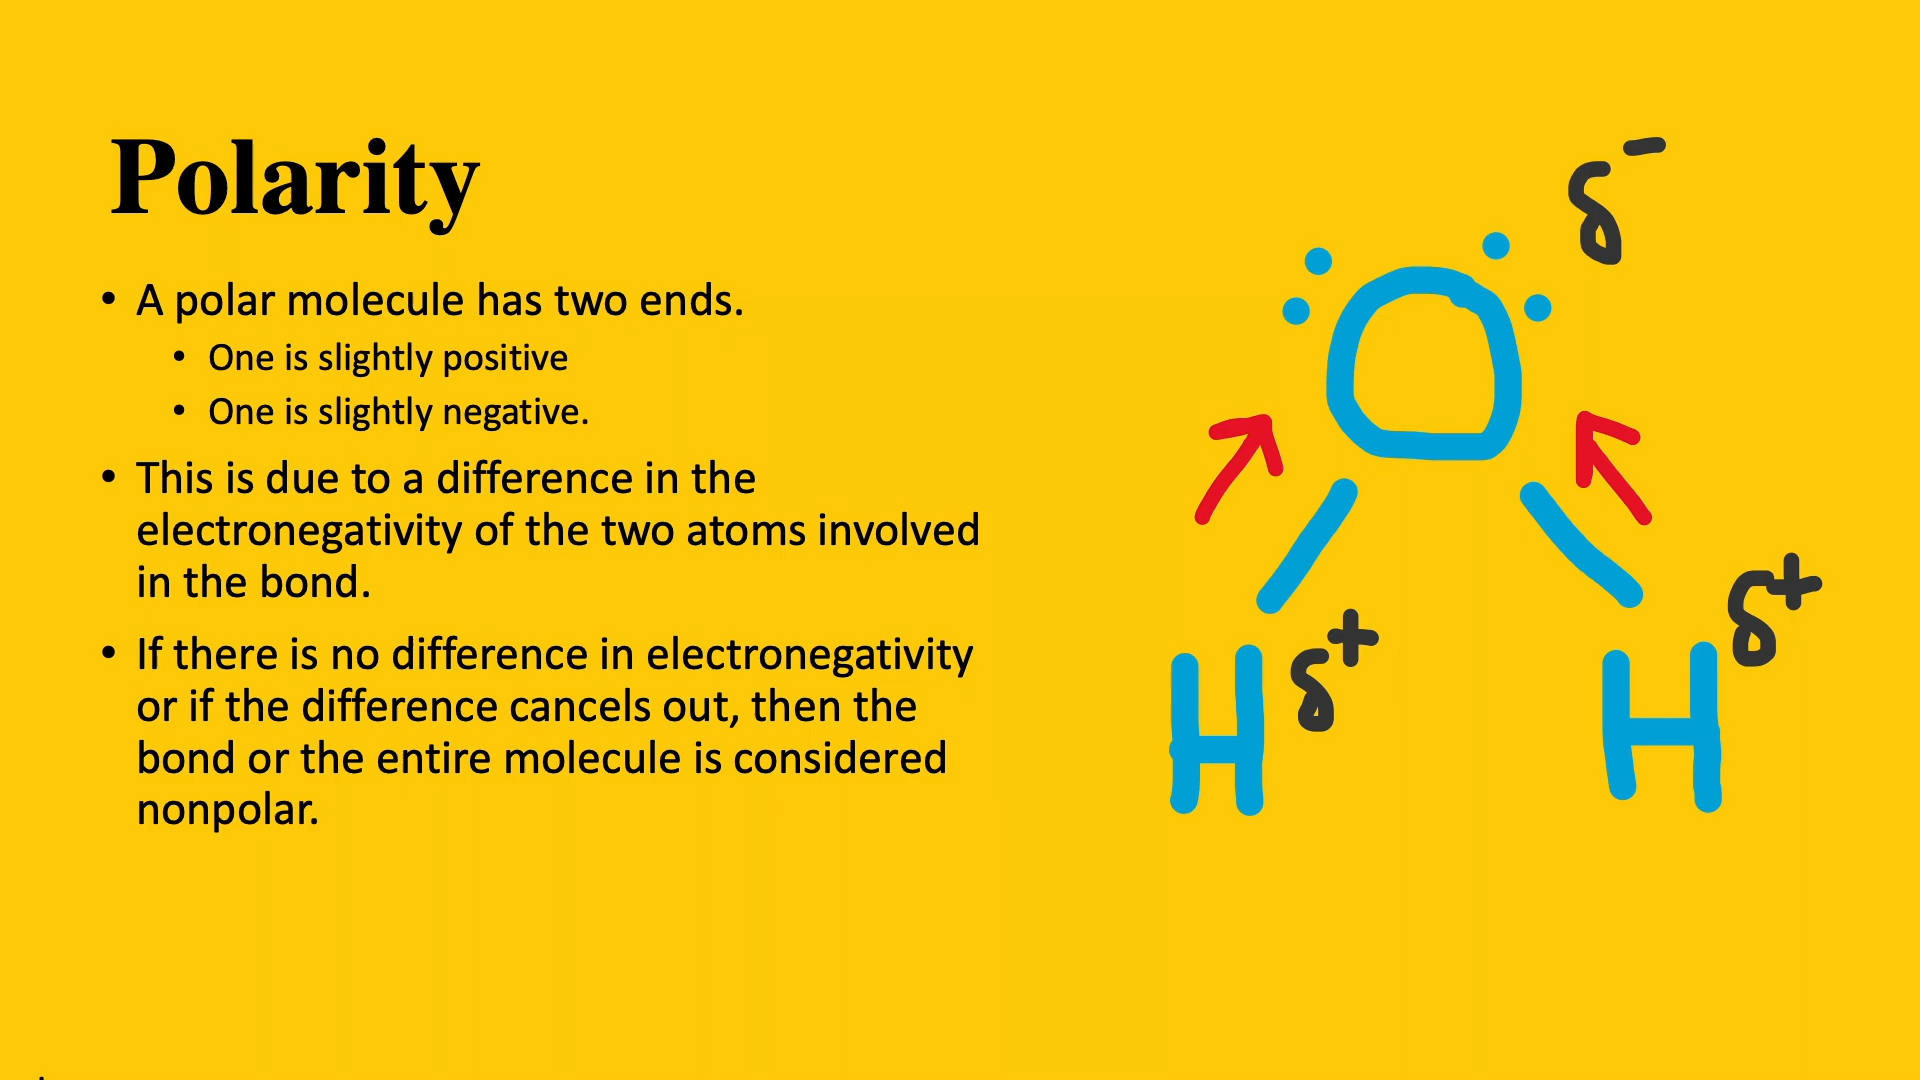 Polarity
• A polar molecule has two ends.
• One is slightly positive
• One is slightly negative.
• This is due to a difference in the
electronegativity of the two atoms involved
in the bond.
• If there is no difference in electronegativity
or if the difference cancels out, then the
bond or the entire molecule is considered
nonpolar.
δ-
O
H δ+
H δ+